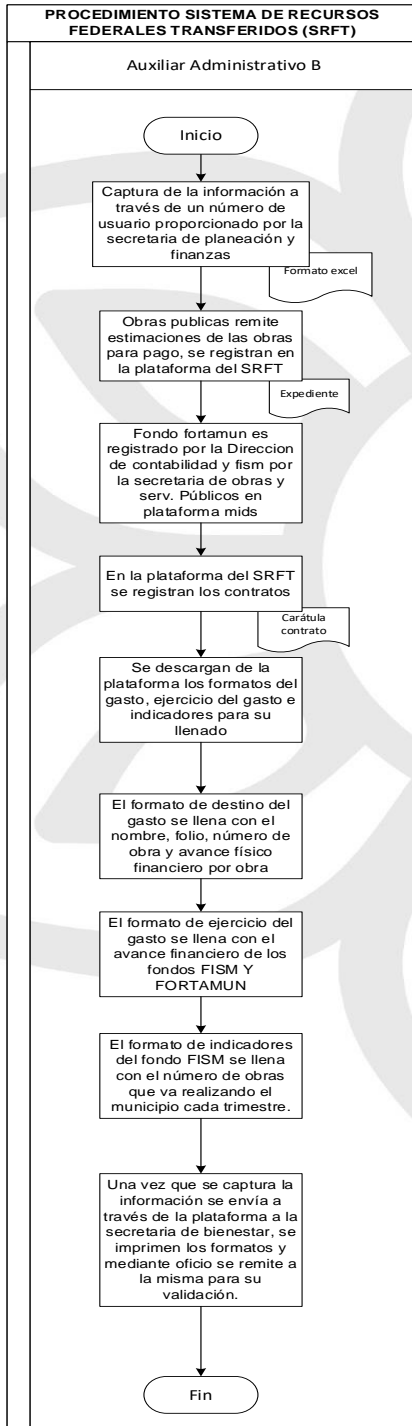 PROCEDIMIENTO SISTEMA DE RECURSOS
FEDERALES TRANSFERIDOS (SRFT)
Auxiliar Administrativo B
Inicio
Captura de la información a
través de un número de
usuario proporcionado por la
secretaria de planeación y
finanzas
Formato excel
Obras publicas remite
estimaciones de las obras
para pago, se registran en
la plataforma del SRFT
Expediente
Fondo fortamun es
registrado por la Direccion
de contabilidad y fism por
la secretaria de obras y
serv. Públicos en
plataforma mids
En la plataforma del SRFT
se registran los contratos
Carátula
contrato
Se descargan de la
plataforma los formatos del
gasto, ejercicio del gasto e
indicadores para su
llenado
El formato de destino del
gasto se llena con el
nombre, folio, número de
obra y avance físico
financiero por obra
El formato de ejercicio del
gasto se llena con el
avance financiero de los
fondos FISM Y
FORTAMUN
El formato de indicadores
del fondo FISM se llena
con el número de obras
que va realizando el
municipio cada trimestre.
Una vez que se captura la
información se envía a
través de la plataforma a la
secretaria de bienestar, se
imprimen los formatos y
mediante oficio se remite a
la misma para su
validación.
Fin